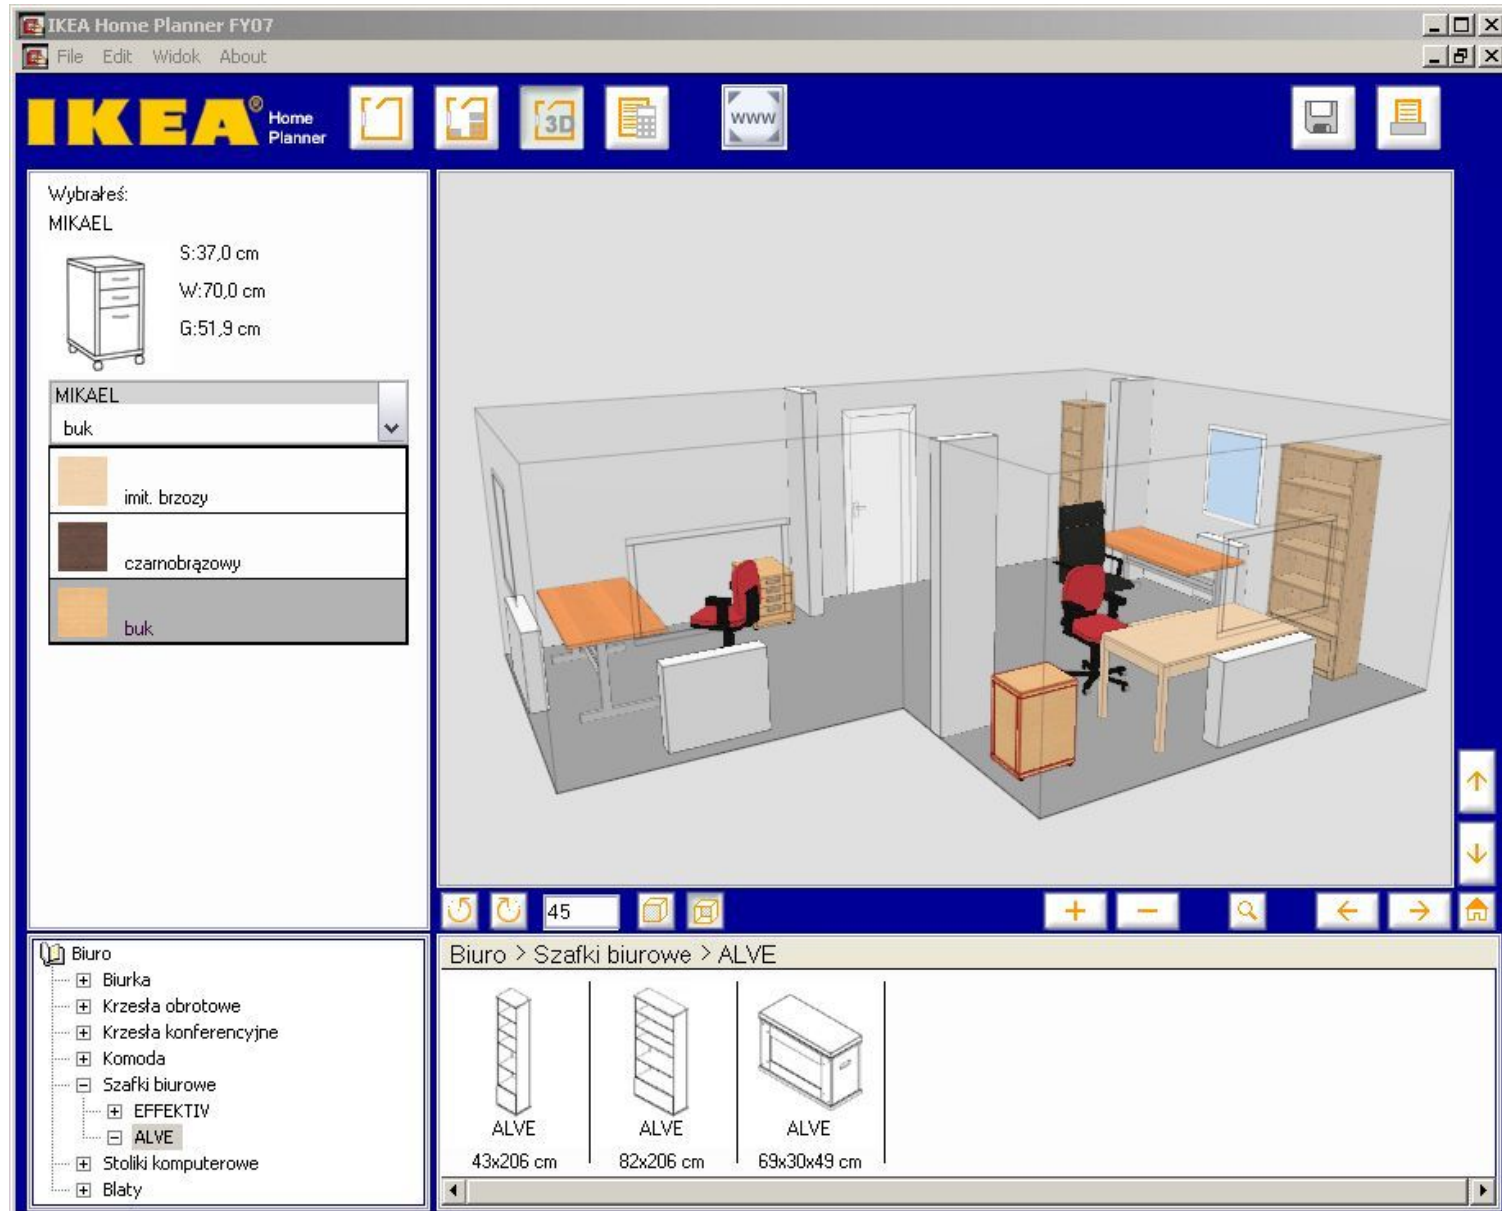 IKEA Home Planner FY07
File Edit Widok About
IKEA® Home Planner
3D
www
Wybrałeś:
MIKAEL
S:37,0 cm
W:70,0 cm
G:51,9 cm
MIKAEL
buk
imit. brzozy
czarnobrązowy
buk
45
Biuro
Biurka
Krzesła obrotowe
Krzesła konferencyjne
Komoda
Szafki biurowe
EFFEKTIV
ALVE
Stoliki komputerowe
Blaty
Biuro > Szafki biurowe > ALVE
ALVE
43x206 cm
ALVE
82x206 cm
ALVE
69x30x49 cm